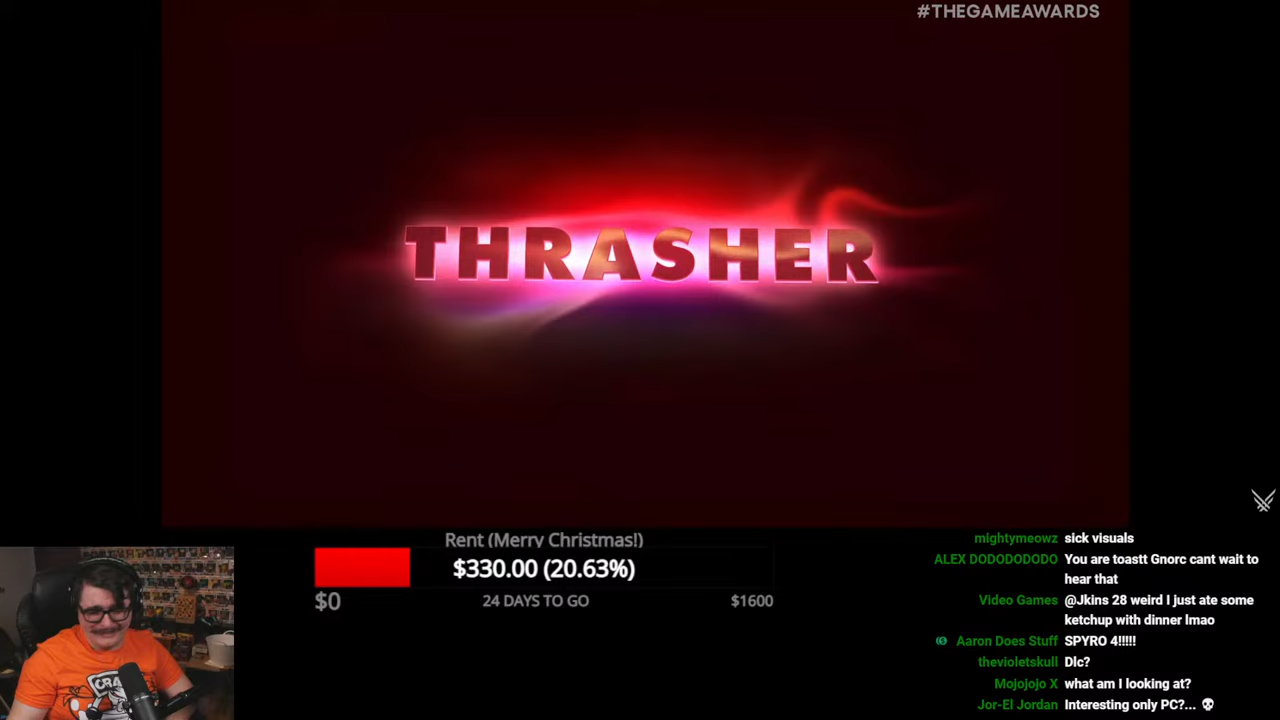 #THEGAMEAWARDS
THRASHER
Rent (Merry Christmas!)
$330.00 (20.63%)
$0
24 DAYS TO GO
$1600
mightymeowz sick visuals
ALEX DODODODODO You are toastt Gnorc cant wait to
hear that
Video Games @Jkins 28 weird I just ate some
ketchup with dinner lmao
Aaron Does Stuff SPYRO 4!!!!!
thevioletskull Dlc?
Mojojojo X what am I looking at?
Jor-El Jordan Interesting only PC?... 💀
CRA